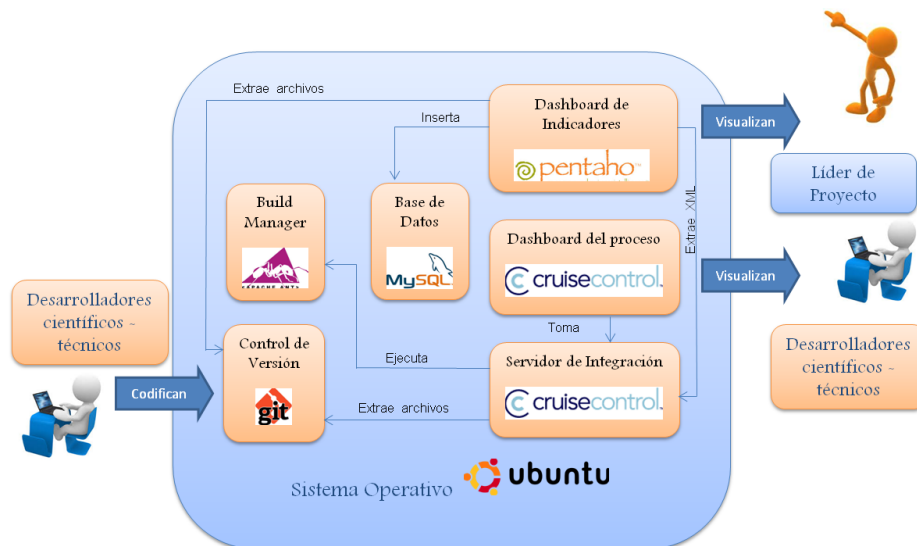 Extrae archivos
Dashboard de
Indicadores
pentaho™
Inserta
Visualizan
Líder de
Proyecto
Build
Manager
Base de
Datos
MySQL
Extrae XML
Dashboard del proceso
cruisecontrol
Visualizan
Desarrolladores
científicos -
técnicos
Toma
Control de
Versión
git
Ejecuta
Servidor de Integración
cruisecontrol
Desarrolladores
científicos -
técnicos
Codifican
Extrae archivos
Sistema Operativo
ubuntu